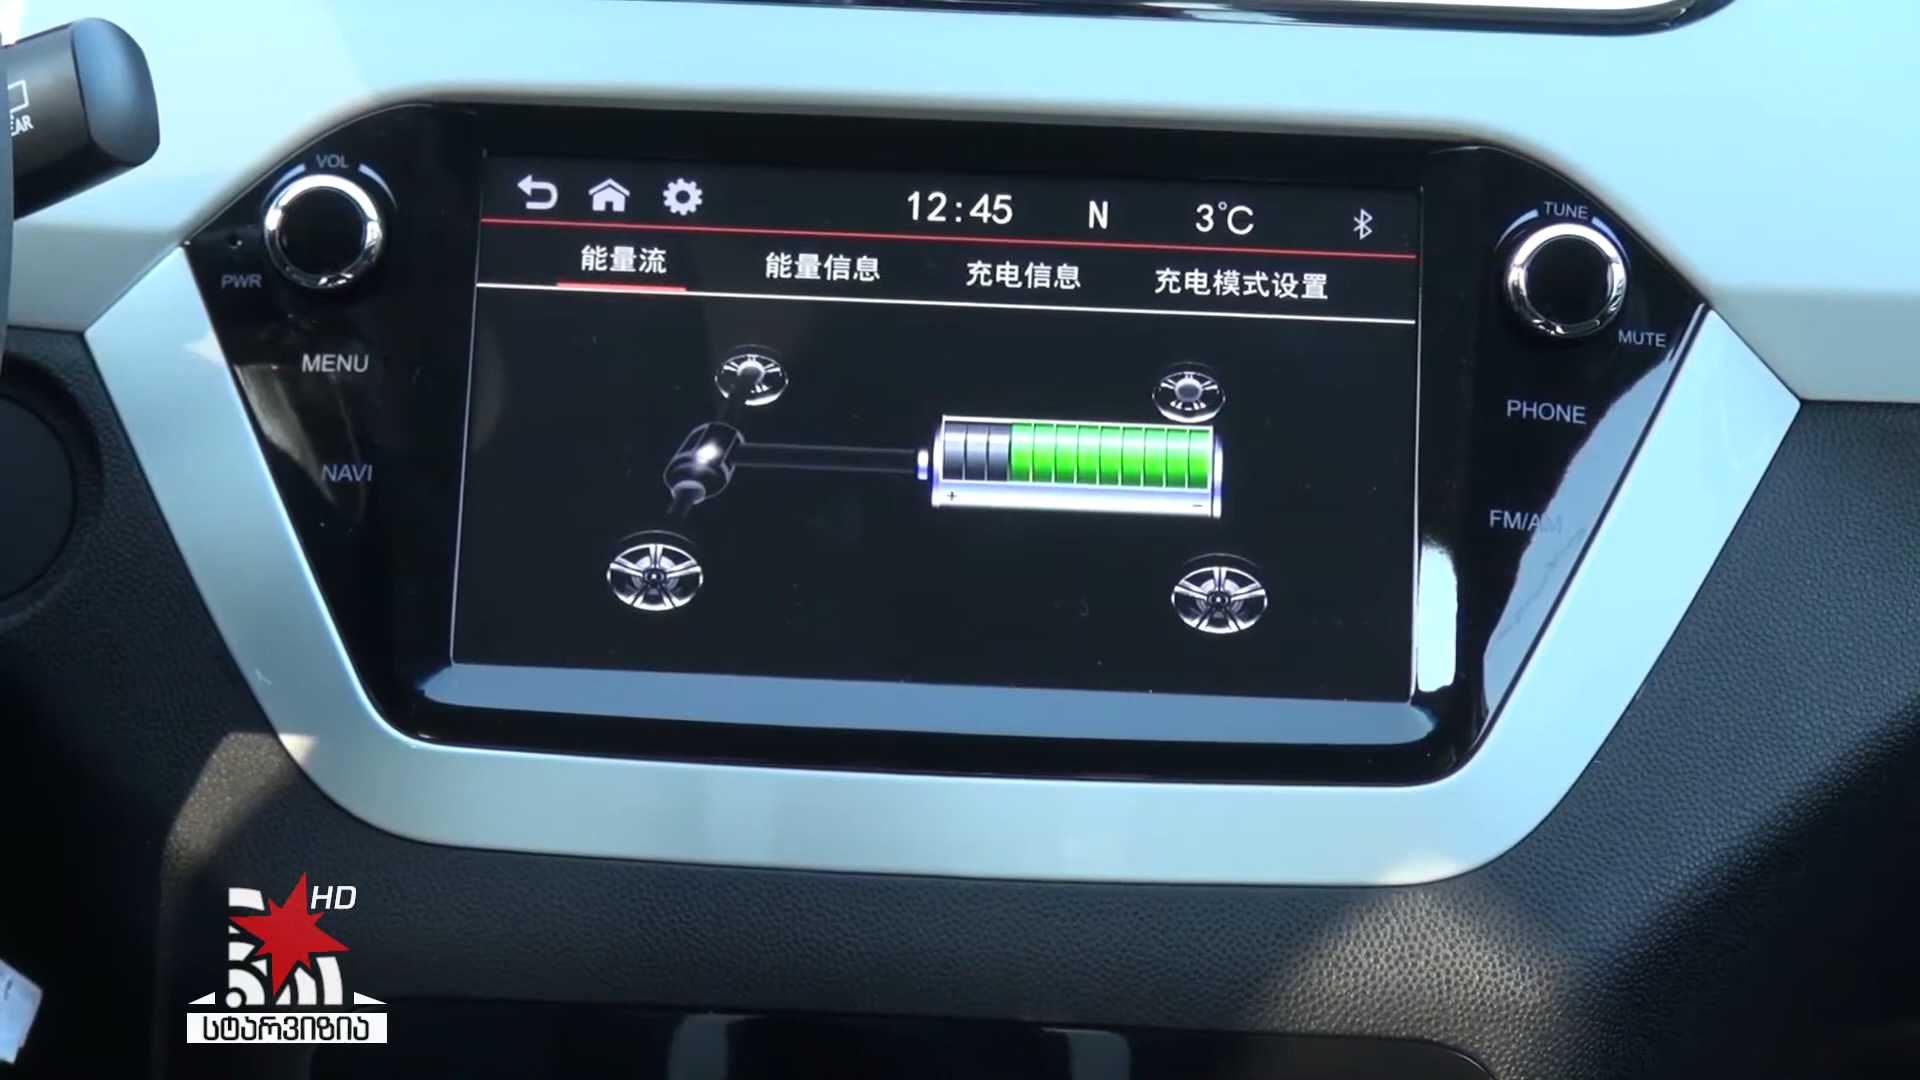 VOL
PWR
MENU
NAVI
12:45 N 3°C
能量流 能量信息 充电信息 充电模式设置
+ -
TUNE
MUTE
PHONE
FM/AM
HD
სტარვიზია